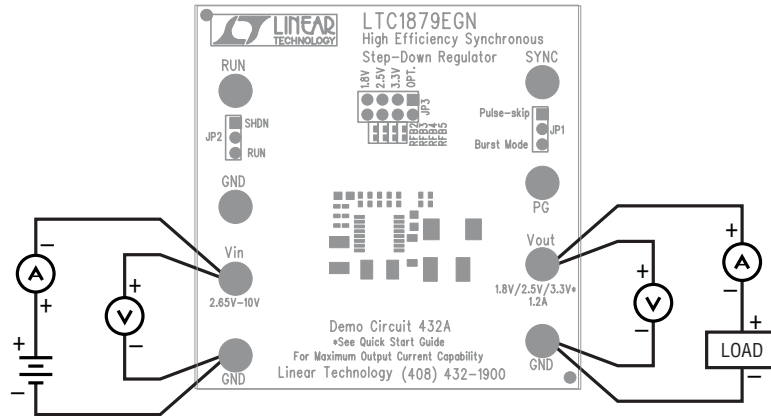 LINEAR
TECHNOLOGY
LTC1879EGN
High Efficiency Synchronous
Step-Down Regulator
RUN
SYNC
1.8V
2.5V
3.3V
OPT.
JP3
RFB2
RFB3
RFB4
RFB5
SHDN
JP2
RUN
Pulse-skip
JP1
Burst Mode
GND
PG
Vin
2.65V-10V
Vout
1.8V/2.5V/3.3V*
1.2A
− A +
+ V −
+ −
+ V −
+ A −
+ LOAD −
Demo Circuit 432A
*See Quick Start Guide
For Maximum Output Current Capability
GND
GND
Linear Technology (408) 432-1900